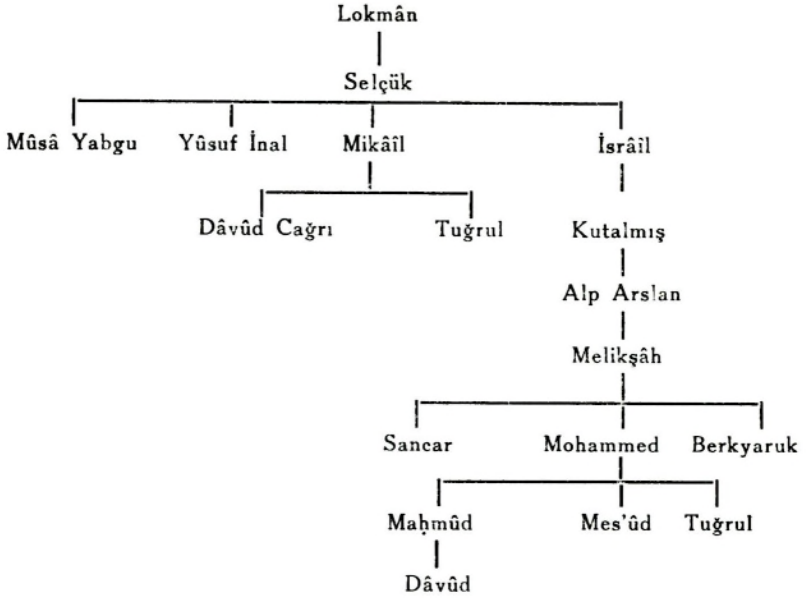 Lokmân
Selçük
Mûsâ Yabgu Yûsuf İnal Mikâîl İsrâîl
Dâvûd Cağrı Tuğrul Kutalmış
Alp Arslan
Melikşâh
Sancar Mohammed Berkyaruk
Maḥmûd Mes'ûd Tuğrul
Dâvûd